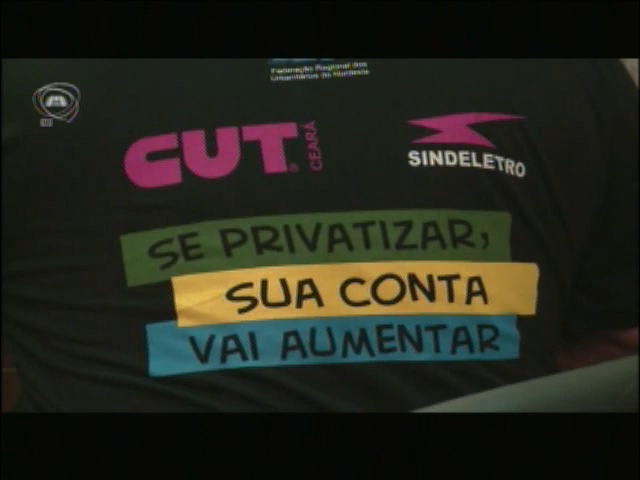 Federação Regional dos
Urbanitários do Nordeste
CUT
CEARÁ
SINDELETRO
SE PRIVATIZAR,
SUA CONTA
VAI AUMENTAR